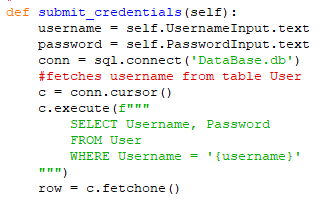 def submit_credentials(self):
    username = self.UsernameInput.text
    password = self.PasswordInput.text
    conn = sql.connect('DataBase.db')
    #fetches username from table User
    c = conn.cursor()
    c.execute(f"""
        SELECT Username, Password
        FROM User
        WHERE Username = '{username}'
    """)
    row = c.fetchone()